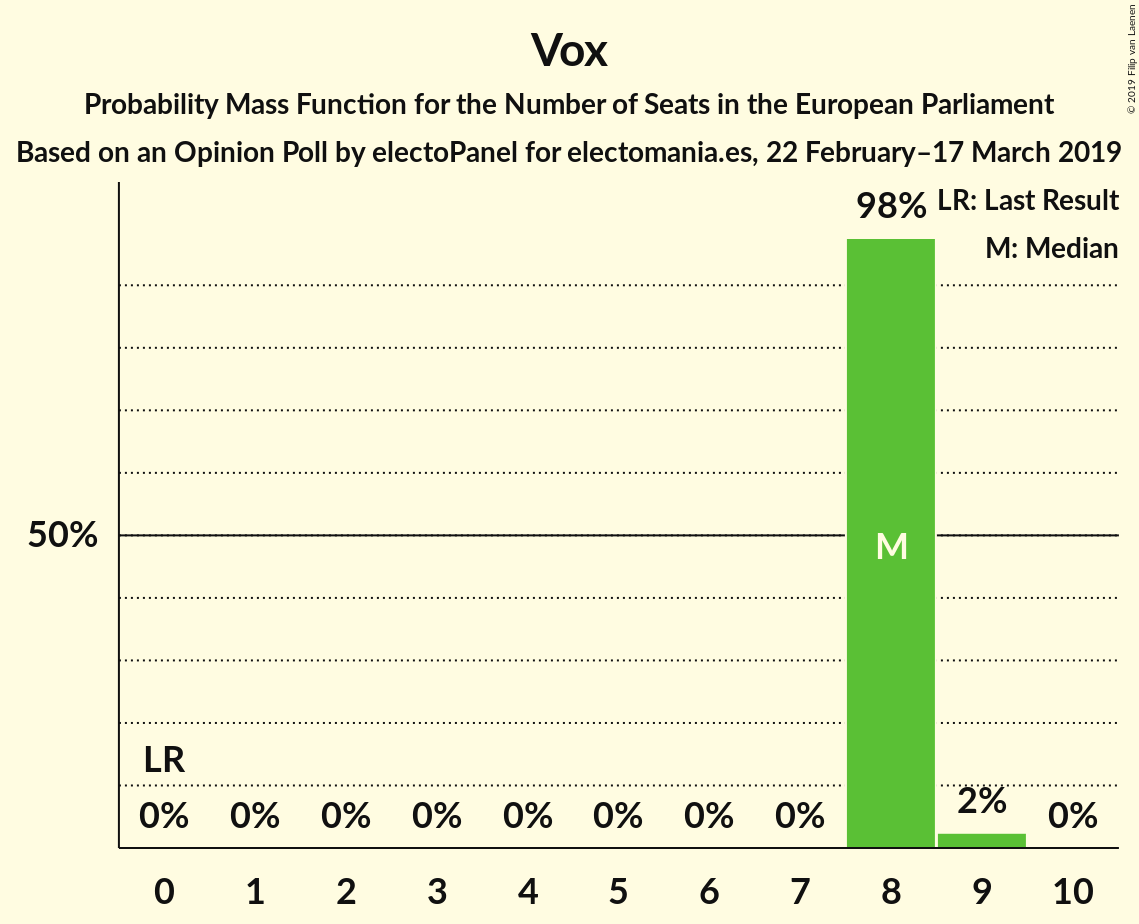 Vox
Probability Mass Function for the Number of Seats in the European Parliament
Based on an Opinion Poll by electoPanel for electomania.es, 22 February–17 March 2019
© 2019 Filip van Laenen
98% LR: Last Result
M: Median
50%
M
LR
0% 0% 0% 0% 0% 0% 0% 0% 2% 0%
0 1 2 3 4 5 6 7 8 9 10